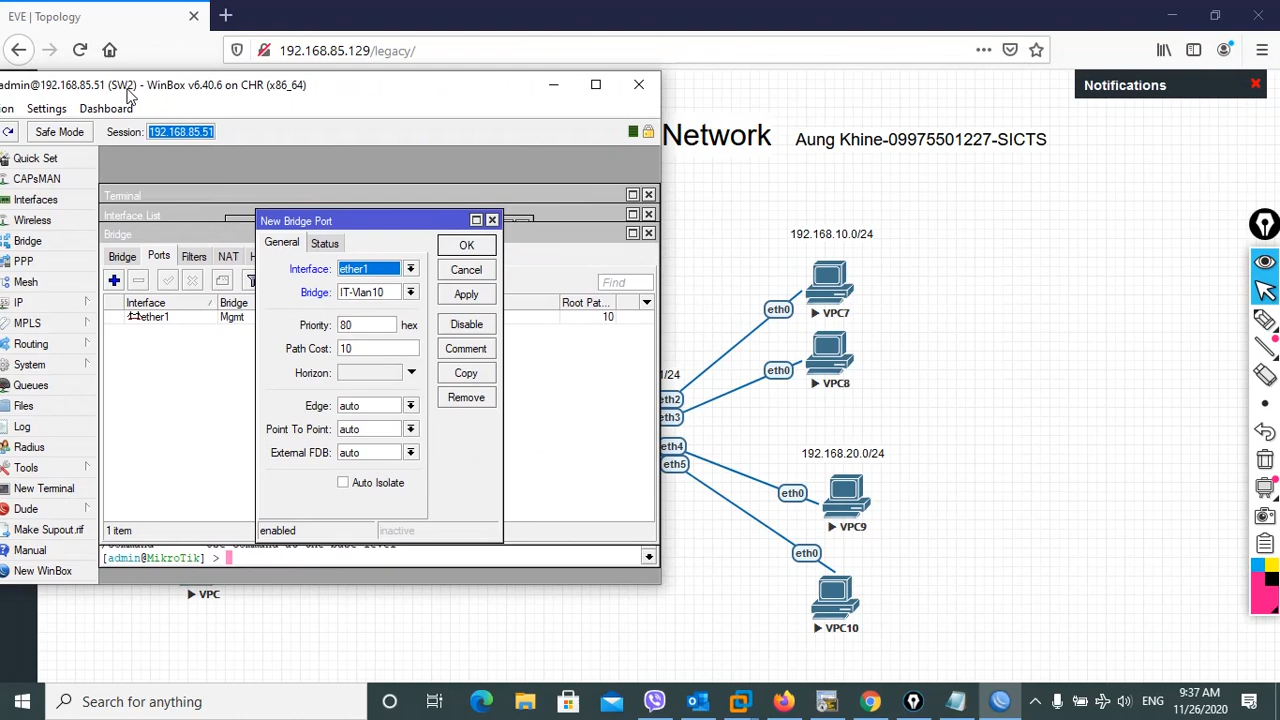 EVE | Topology
192.168.85.129/legacy/
admin@192.168.85.51 (SW2) - WinBox v6.40.6 on CHR (x86_64)
Notifications
ion Settings Dashboard
Safe Mode Session: 192.168.85.51
Network Aung Khine-09975501227-SICTS
Quick Set
CAPsMAN
Interfaces
Wireless
Bridge
PPP
Mesh
IP
MPLS
Routing
System
Queues
Files
Log
Radius
Tools
New Terminal
Dude
Make Supout.rif
Manual
New WinBox
Terminal
Interface List
Bridge
Bridge Ports Filters NAT H
Find
Interface Bridge Root Pat...
ether1 Mgmt 10
1 item
[admin@MikroTik] >
New Bridge Port
General Status
Interface: ether1
Bridge: IT-Vlan10
Priority: 80 hex
Path Cost: 10
Horizon:
Edge: auto
Point To Point: auto
External FDB: auto
Auto Isolate
enabled inactive
OK
Cancel
Apply
Disable
Comment
Copy
Remove
192.168.10.0/24
eth0
VPC7
eth0
VPC8
1/24
eth2
eth3
eth4
eth5
192.168.20.0/24
eth0
VPC9
eth0
VPC10
VPC
Search for anything
ENG
9:37 AM
11/26/2020